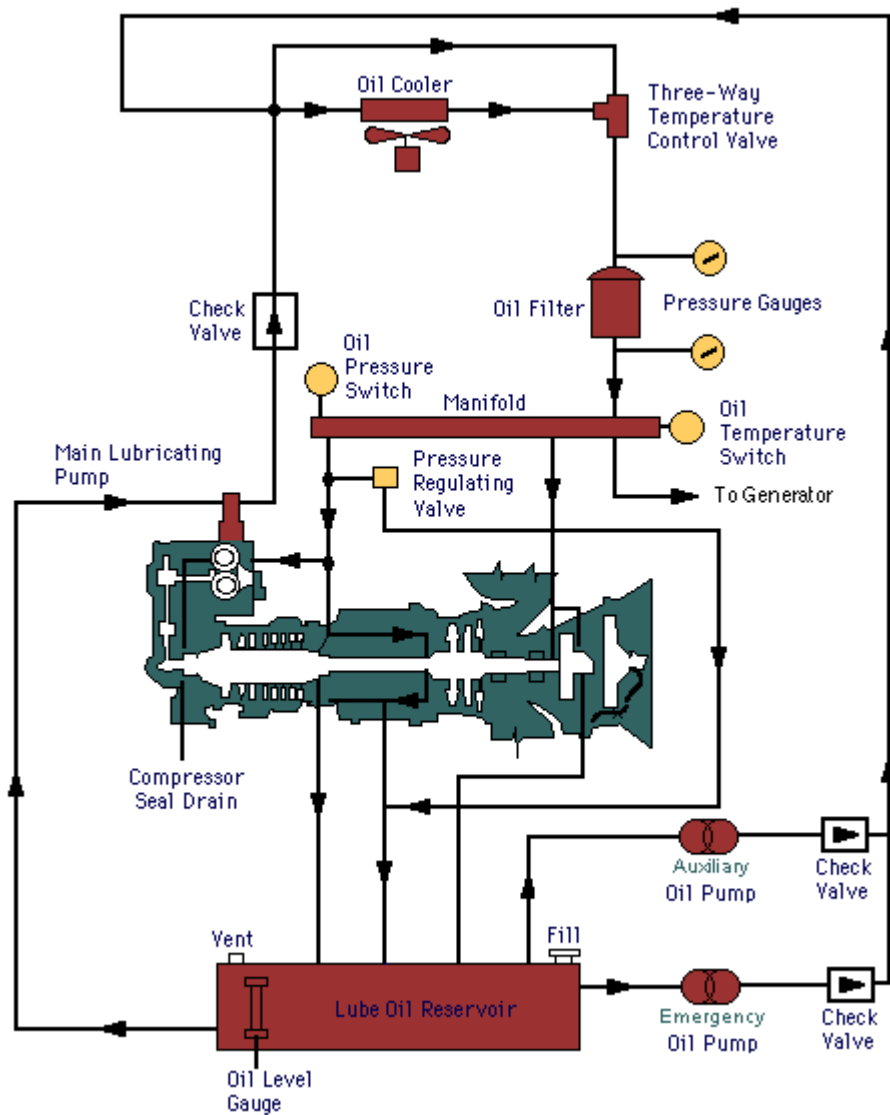 Oil Cooler
Three-Way
Temperature
Control Valve
Check
Valve
Oil Filter
Pressure Gauges
Oil
Pressure
Switch
Manifold
Oil
Temperature
Switch
Main Lubricating
Pump
Pressure
Regulating
Valve
To Generator
Compressor
Seal Drain
Auxiliary
Oil Pump
Check
Valve
Vent
Fill
Lube Oil Reservoir
Emergency
Oil Pump
Check
Valve
Oil Level
Gauge